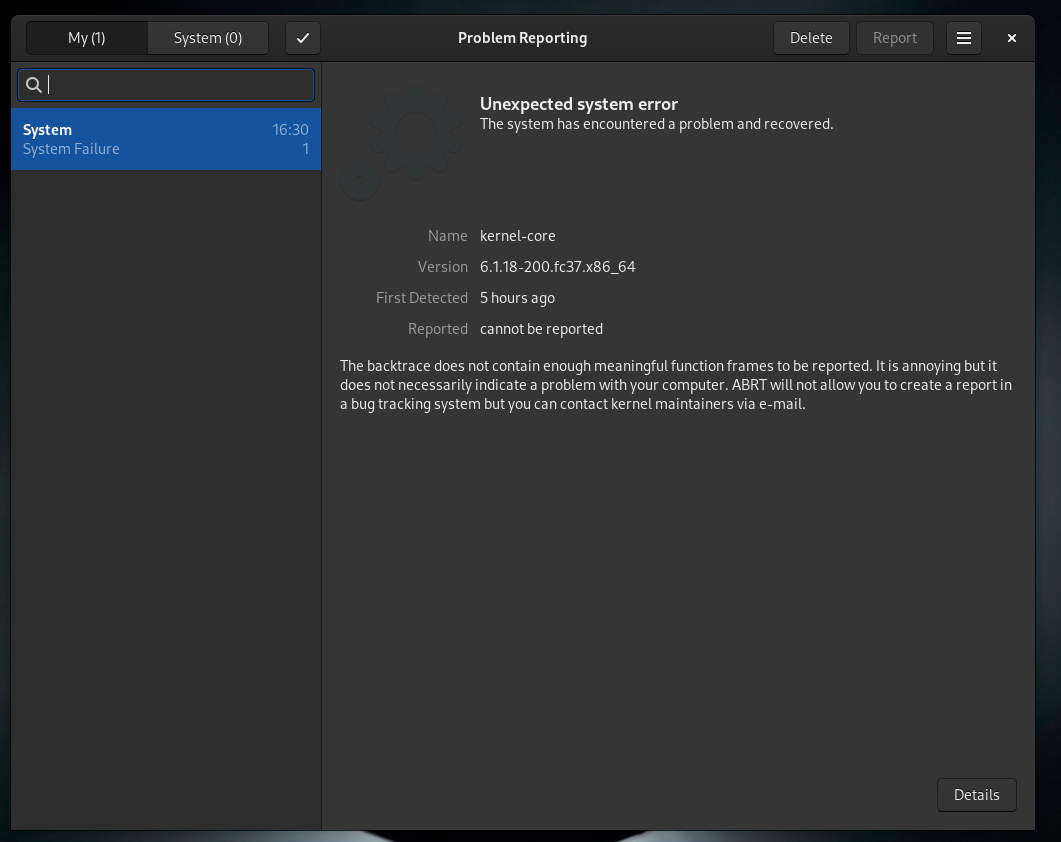 My (1) System (0) Problem Reporting Delete Report
System 16:30
System Failure 1
Unexpected system error
The system has encountered a problem and recovered.
Name kernel-core
Version 6.1.18-200.fc37.x86_64
First Detected 5 hours ago
Reported cannot be reported
The backtrace does not contain enough meaningful function frames to be reported. It is annoying but it
does not necessarily indicate a problem with your computer. ABRT will not allow you to create a report in
a bug tracking system but you can contact kernel maintainers via e-mail.
Details